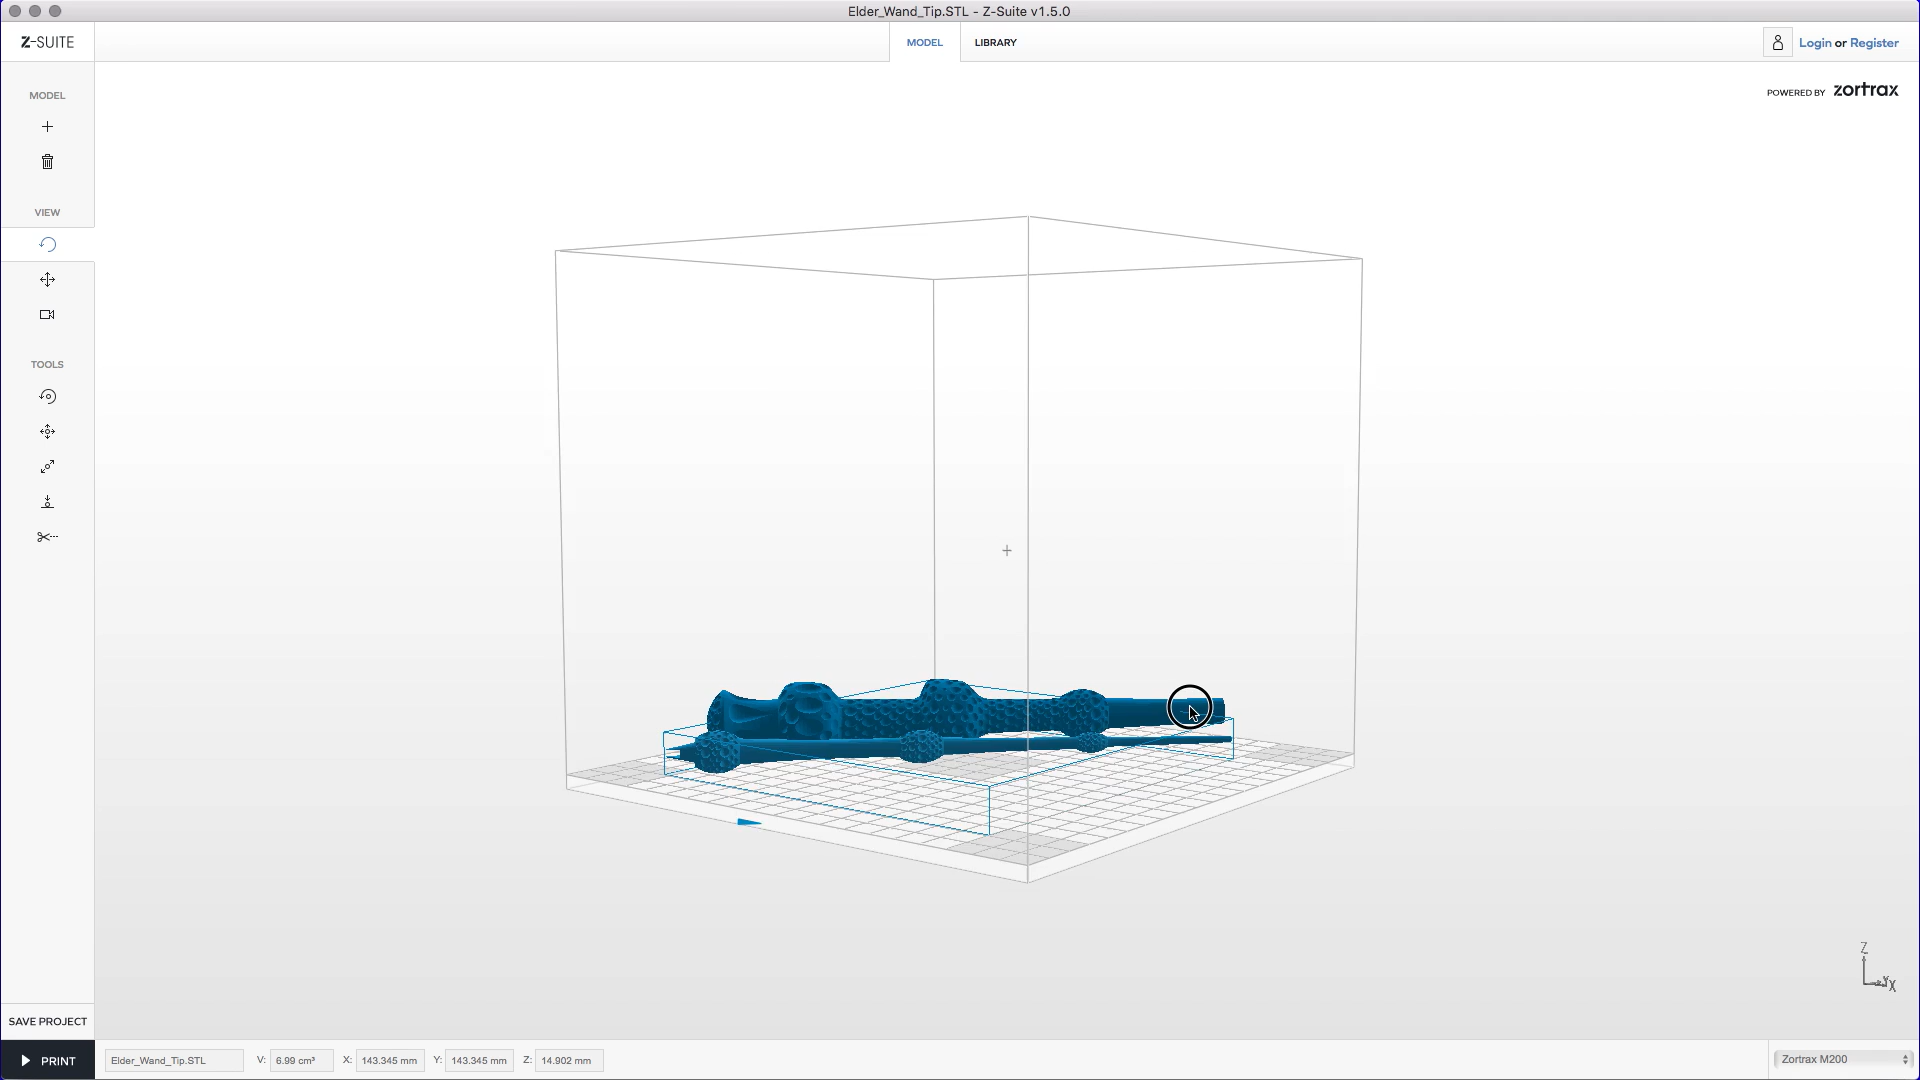 Elder_Wand_Tip.STL - Z-Suite v1.5.0
Z-SUITE
MODEL
LIBRARY
Login or Register
POWERED BY zortrax
MODEL
VIEW
TOOLS
Z
Y
X
SAVE PROJECT
PRINT
Elder_Wand_Tip.STL
V: 6.99 cm³
X: 143.345 mm
Y: 143.345 mm
Z: 14.902 mm
Zortrax M200